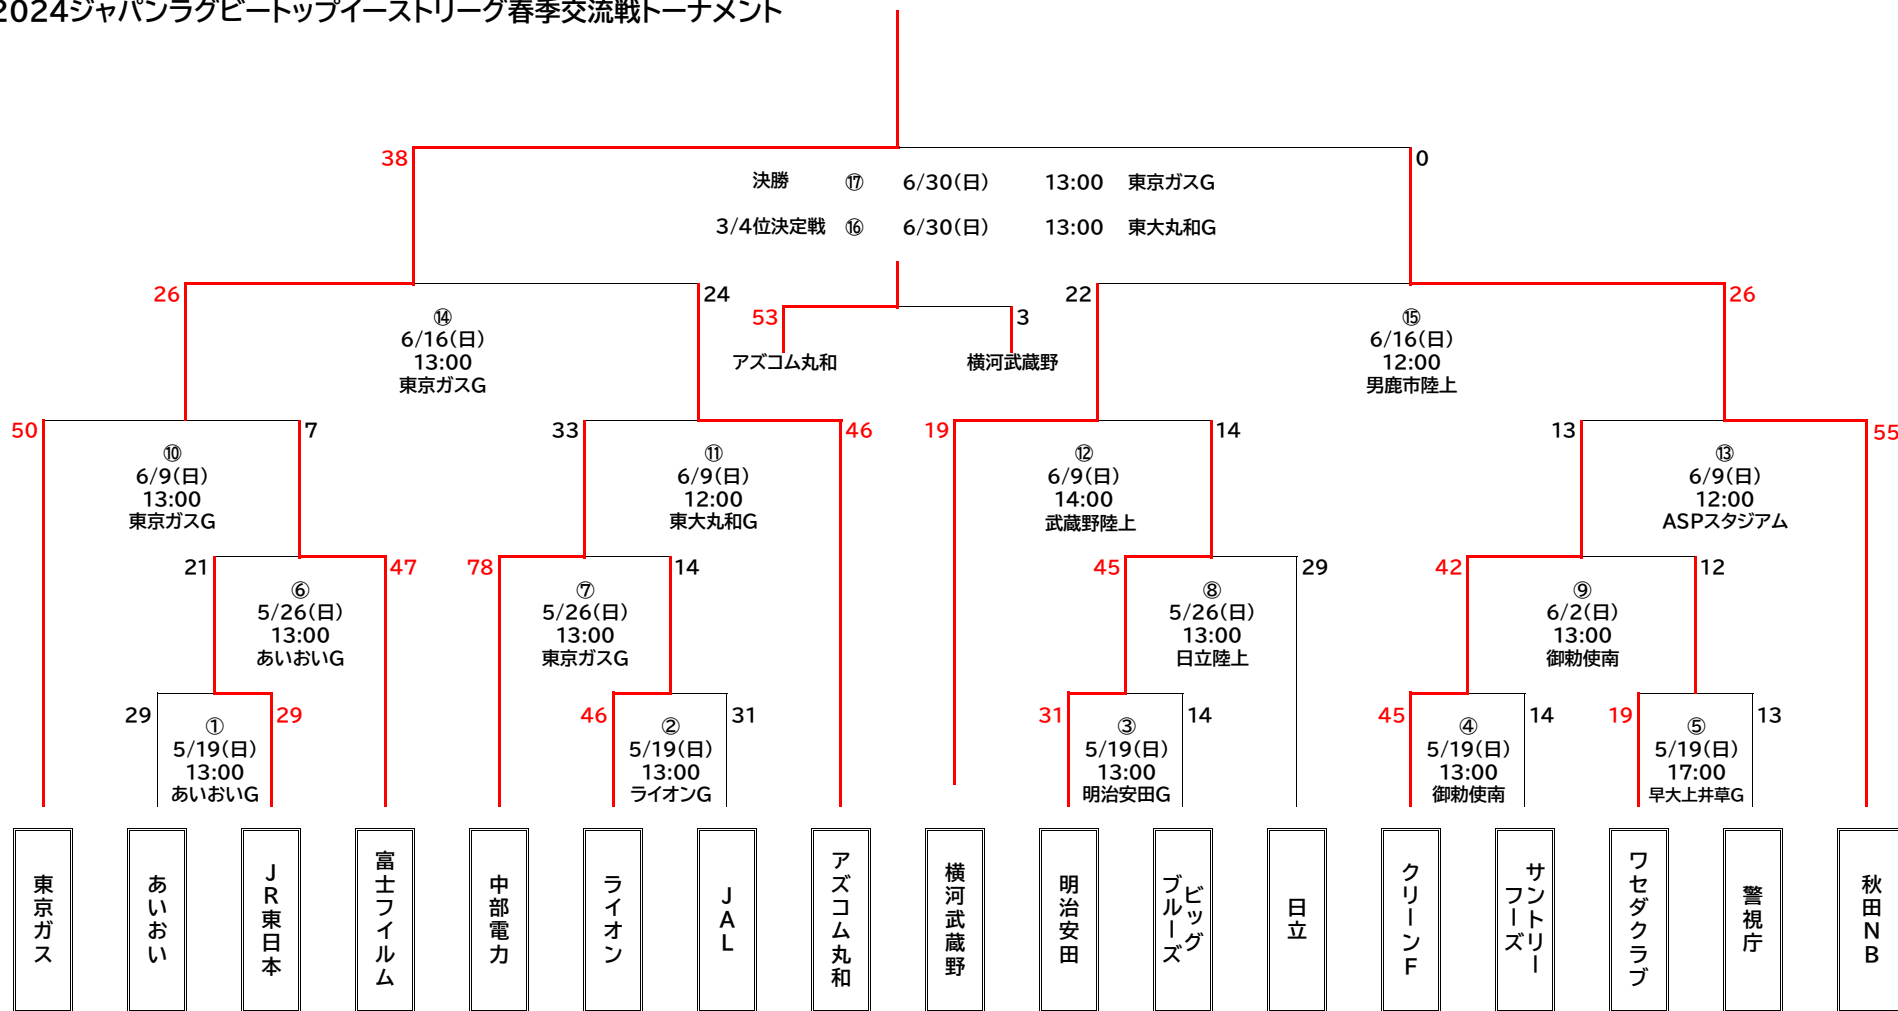 2024ジャパンラグビートップイーストリーグ春季交流戦トーナメント
38
0
決勝 ⑰ 6/30(日) 13:00 東京ガスG
3/4位決定戦 ⑯ 6/30(日) 13:00 東大丸和G
26
24
22
26
53
3
アズコム丸和
横河武蔵野
⑭
6/16(日)
13:00
東京ガスG
⑮
6/16(日)
12:00
男鹿市陸上
50
7
33
46
19
14
13
55
⑩
6/9(日)
13:00
東京ガスG
⑪
6/9(日)
12:00
東大丸和G
⑫
6/9(日)
14:00
武蔵野陸上
⑬
6/9(日)
12:00
ASPスタジアム
21
47
78
14
45
29
42
12
⑥
5/26(日)
13:00
あいおいG
⑦
5/26(日)
13:00
東京ガスG
⑧
5/26(日)
13:00
日立陸上
⑨
6/2(日)
13:00
御勅使南
29
29
46
31
31
14
45
14
19
13
①
5/19(日)
13:00
あいおいG
②
5/19(日)
13:00
ライオンG
③
5/19(日)
13:00
明治安田G
④
5/19(日)
13:00
御勅使南
⑤
5/19(日)
17:00
早大上井草G
東京ガス
あいおい
JR東日本
富士フイルム
中部電力
ライオン
JAL
アズコム丸和
横河武蔵野
明治安田
ビッグ
ブルーズ
日立
クリーンF
サントリー
フーズ
ワセダクラブ
警視庁
秋田NB